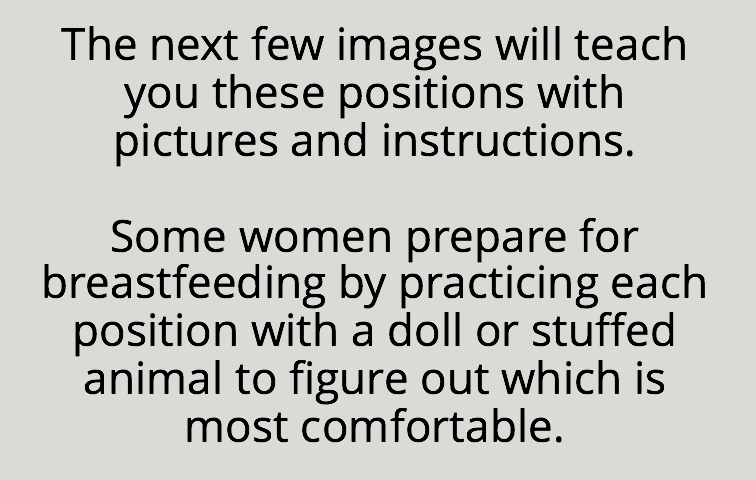 The next few images will teach
you these positions with
pictures and instructions.
Some women prepare for
breastfeeding by practicing each
position with a doll or stuffed
animal to figure out which is
most comfortable.